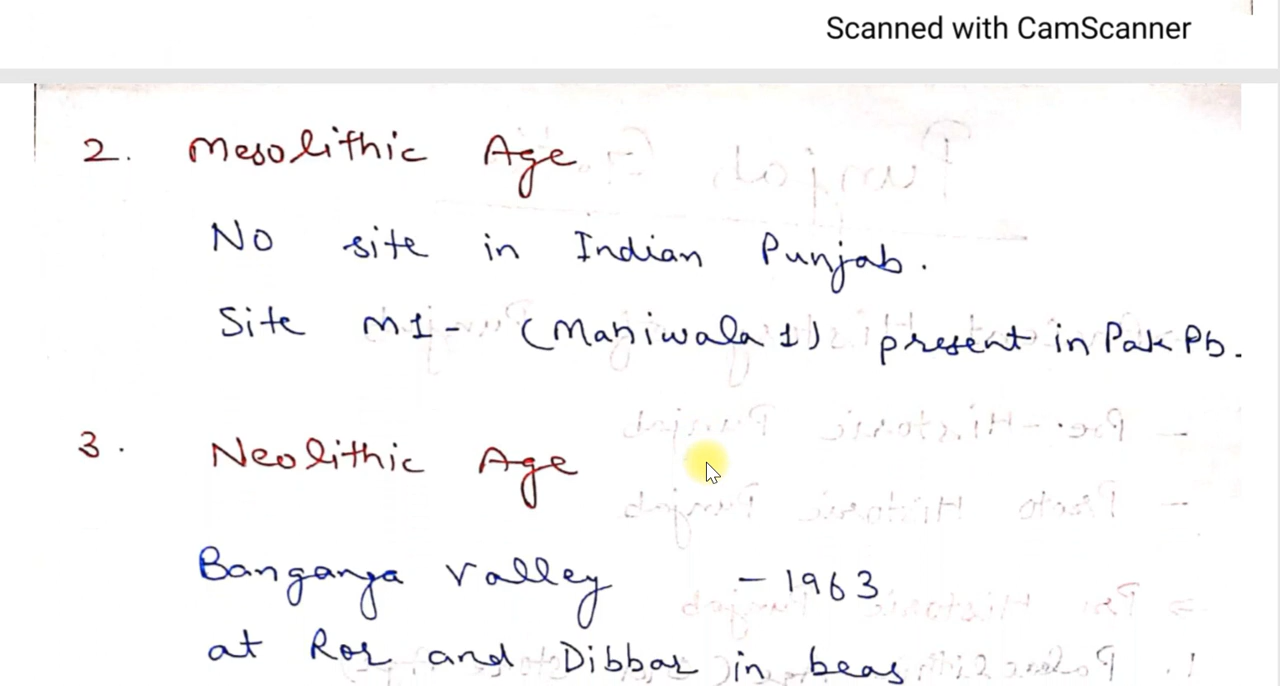 Scanned with CamScanner
2. Mesolithic Age
No site in Indian Punjab.
Site M1- (Maniwala 1) present in Pak Pb.
3. Neolithic Age
Banganga valley - 1963
at Ror and Dibbar in beas